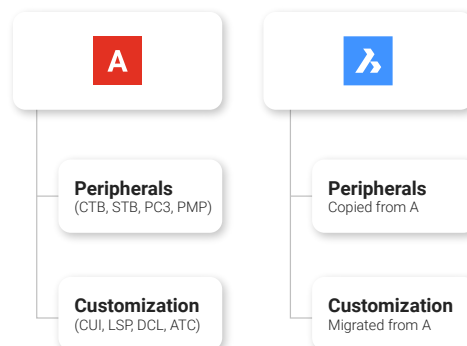 A
Peripherals
(CTB, STB, PC3, PMP)
Customization
(CUI, LSP, DCL, ATC)
Peripherals
Copied from A
Customization
Migrated from A